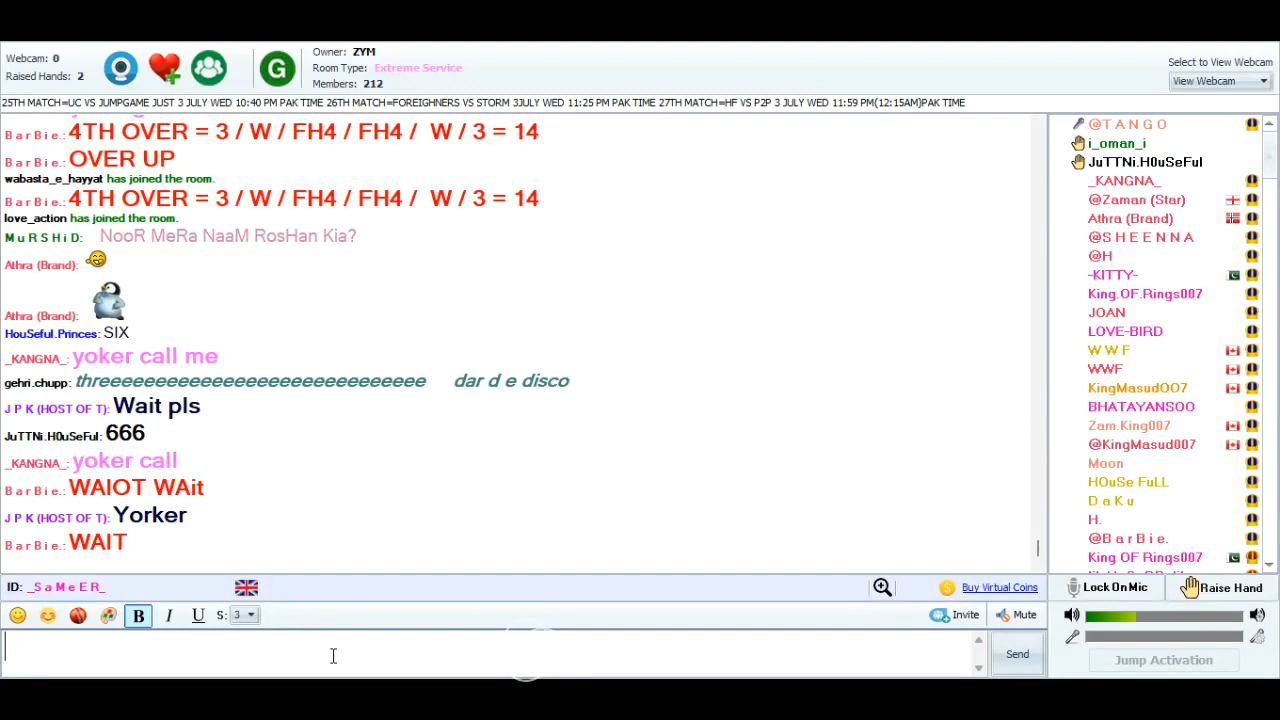 Webcam: 0
Raised Hands: 2
G
Owner: ZYM
Room Type: Extreme Service
Members: 212
Select to View Webcam
View Webcam
25TH MATCH=UC VS JUMPGAME JUST 3 JULY WED 10:40 PM PAK TIME 26TH MATCH=FOREIGHNERS VS STORM 3JULY WED 11:25 PM PAK TIME 27TH MATCH=HF VS P2P 3 JULY WED 11:59 PM(12:15AM)PAK TIME
B a r B i e.: 4TH OVER = 3 / W / FH4 / FH4 / W / 3 = 14
B a r B i e.: OVER UP
wabasta_e_hayyat has joined the room.
B a r B i e.: 4TH OVER = 3 / W / FH4 / FH4 / W / 3 = 14
love_action has joined the room.
M u R S H i D: NooR MeRa NaaM RosHan Kia?
Athra (Brand):
Athra (Brand):
HouSeful.Princes: SIX
_KANGNA_: yoker call me
gehri.chupp: threeeeeeeeeeeeeeeeeeeeeeeeeeee dar d e disco
J P K (HOST OF T): Wait pls
JuTTNi.H0uSeFul: 666
_KANGNA_: yoker call
B a r B i e.: WAIOT WAit
J P K (HOST OF T): Yorker
B a r B i e.: WAIT
@T A N G O
i_oman_i
JuTTNi.H0uSeFul
_KANGNA_
@Zaman (Star)
Athra (Brand)
@S H E E N N A
@H
-KITTY-
King.OF.Rings007
JOAN
LOVE-BIRD
W W F
WWF
KingMasudOO7
BHATAYANSOO
Zam.King007
@KingMasud007
Moon
HOuSe FuLL
D a K u
H.
@B a r B i e.
King OF Rings007
ID: _S a M e E R_
Buy Virtual Coins
Lock On Mic
Raise Hand
B I U S: 3
Invite
Mute
Send
Jump Activation